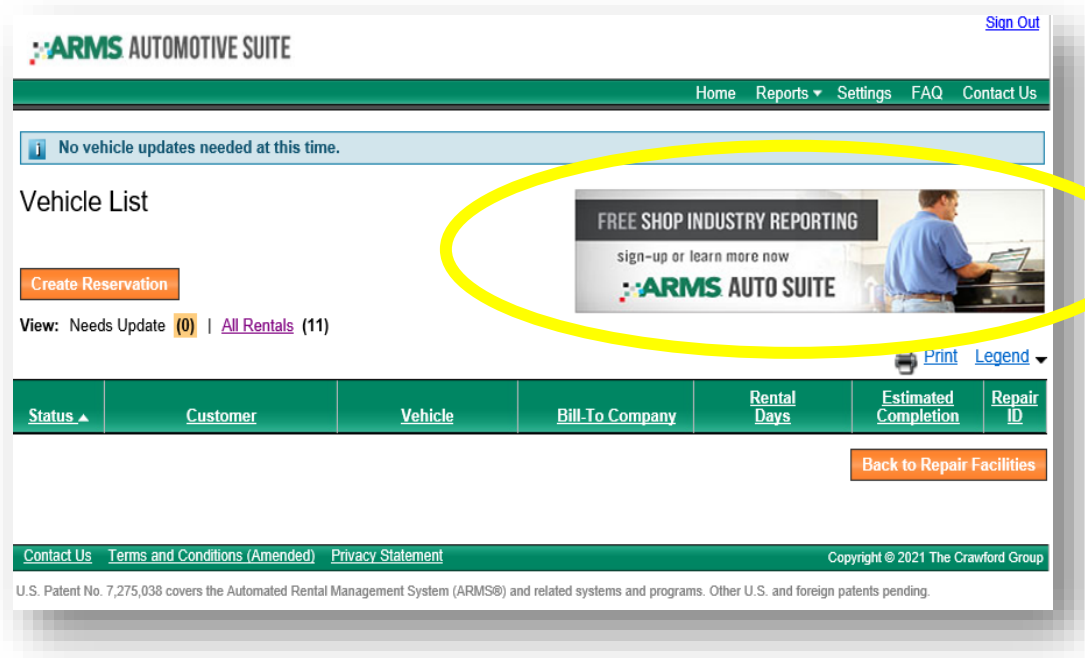 Sign Out
ARMS AUTOMOTIVE SUITE
Home Reports Settings FAQ Contact Us
i No vehicle updates needed at this time.
Vehicle List
FREE SHOP INDUSTRY REPORTING
sign-up or learn more now
ARMS AUTO SUITE
Create Reservation
View: Needs Update (0) | All Rentals (11)
Print Legend
Status Customer Vehicle Bill-To Company Rental Days Estimated Completion Repair ID
Back to Repair Facilities
Contact Us Terms and Conditions (Amended) Privacy Statement Copyright © 2021 The Crawford Group
U.S. Patent No. 7,275,038 covers the Automated Rental Management System (ARMS®) and related systems and programs. Other U.S. and foreign patents pending.